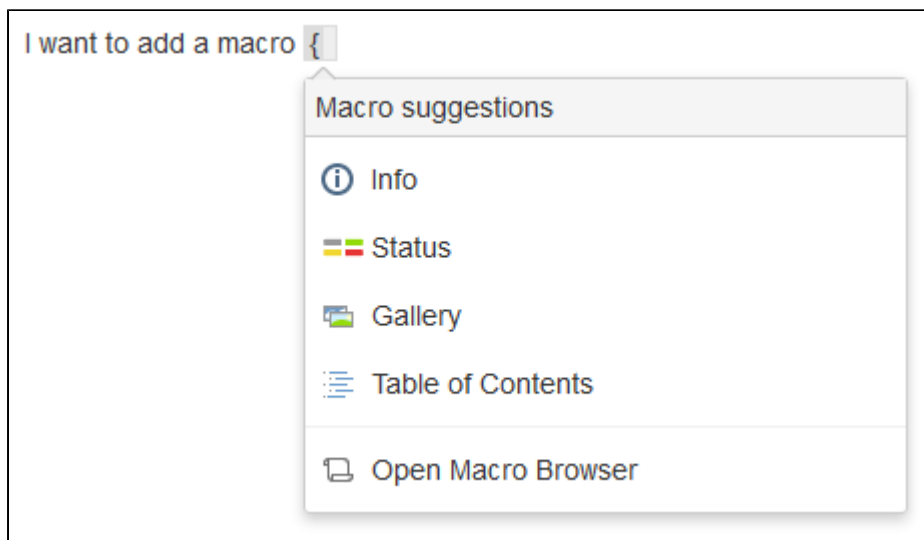 I want to add a macro {
Macro suggestions
Info
Status
Gallery
Table of Contents
Open Macro Browser